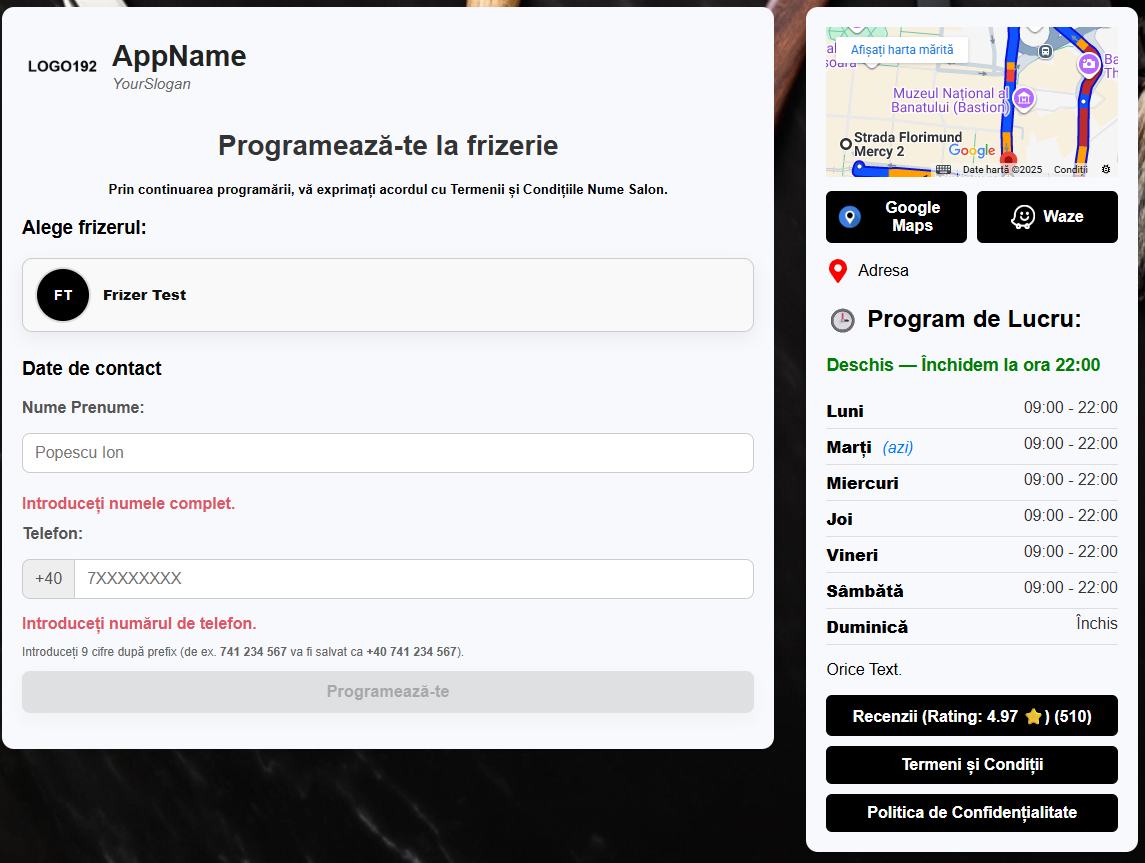 LOGO192
AppName
YourSlogan
Programează-te la frizerie
Prin continuarea programării, vă exprimați acordul cu Termenii și Condițiile Nume Salon.
Alege frizerul:
FT
Frizer Test
Date de contact
Nume Prenume:
Popescu Ion
Introduceți numele complet.
Telefon:
+40
7XXXXXXXX
Introduceți numărul de telefon.
Introduceți 9 cifre după prefix (de ex. 741 234 567 va fi salvat ca +40 741 234 567).
Programează-te
Afișați harta mărită
Muzeul Național al
Banatului (Bastion)
Strada Florimund
Mercy 2
Google
Date hartă ©2025
Condiții
Google
Maps
Waze
Adresa
Program de Lucru:
Deschis — Închidem la ora 22:00
Luni 09:00 - 22:00
Marți (azi) 09:00 - 22:00
Miercuri 09:00 - 22:00
Joi 09:00 - 22:00
Vineri 09:00 - 22:00
Sâmbătă 09:00 - 22:00
Duminică Închis
Orice Text.
Recenzii (Rating: 4.97 ⭐) (510)
Termeni și Condiții
Politica de Confidențialitate